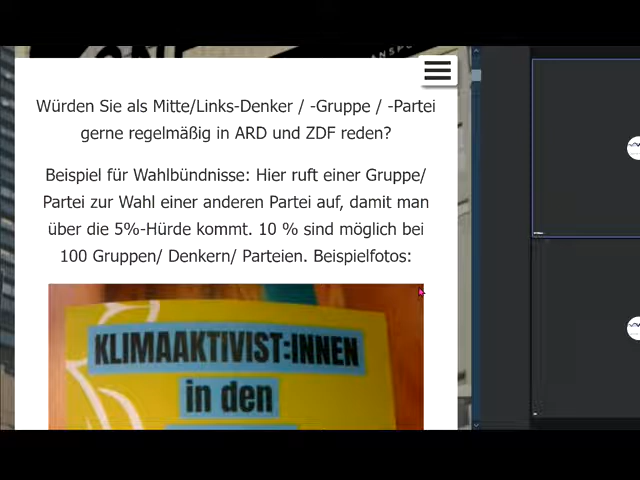 Würden Sie als Mitte/Links-Denker / -Gruppe / -Partei
gerne regelmäßig in ARD und ZDF reden?
Beispiel für Wahlbündnisse: Hier ruft einer Gruppe/
Partei zur Wahl einer anderen Partei auf, damit man
über die 5%-Hürde kommt. 10 % sind möglich bei
100 Gruppen/ Denkern/ Parteien. Beispielfotos:
KLIMAAKTIVIST:INNEN
in den